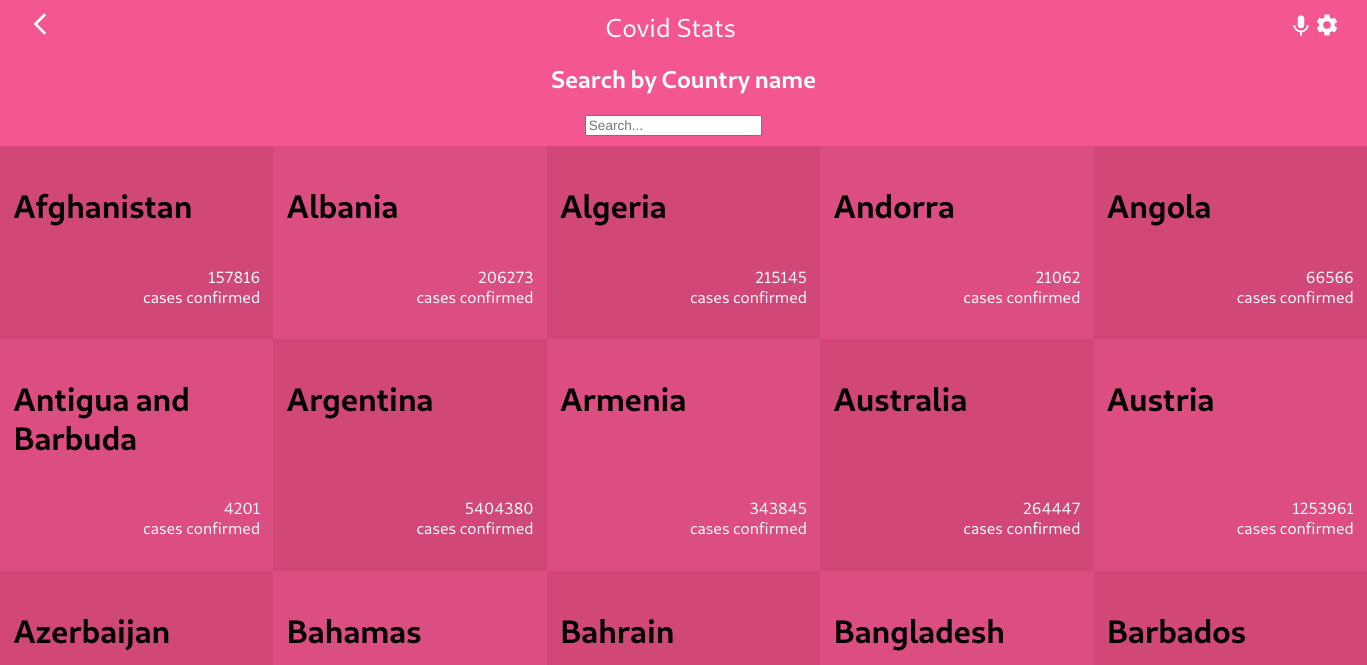 Covid Stats
Search by Country name
Search...
Afghanistan
157816
cases confirmed
Albania
206273
cases confirmed
Algeria
215145
cases confirmed
Andorra
21062
cases confirmed
Angola
66566
cases confirmed
Antigua and
Barbuda
4201
cases confirmed
Argentina
5404380
cases confirmed
Armenia
343845
cases confirmed
Australia
264447
cases confirmed
Austria
1253961
cases confirmed
Azerbaijan
Bahamas
Bahrain
Bangladesh
Barbados